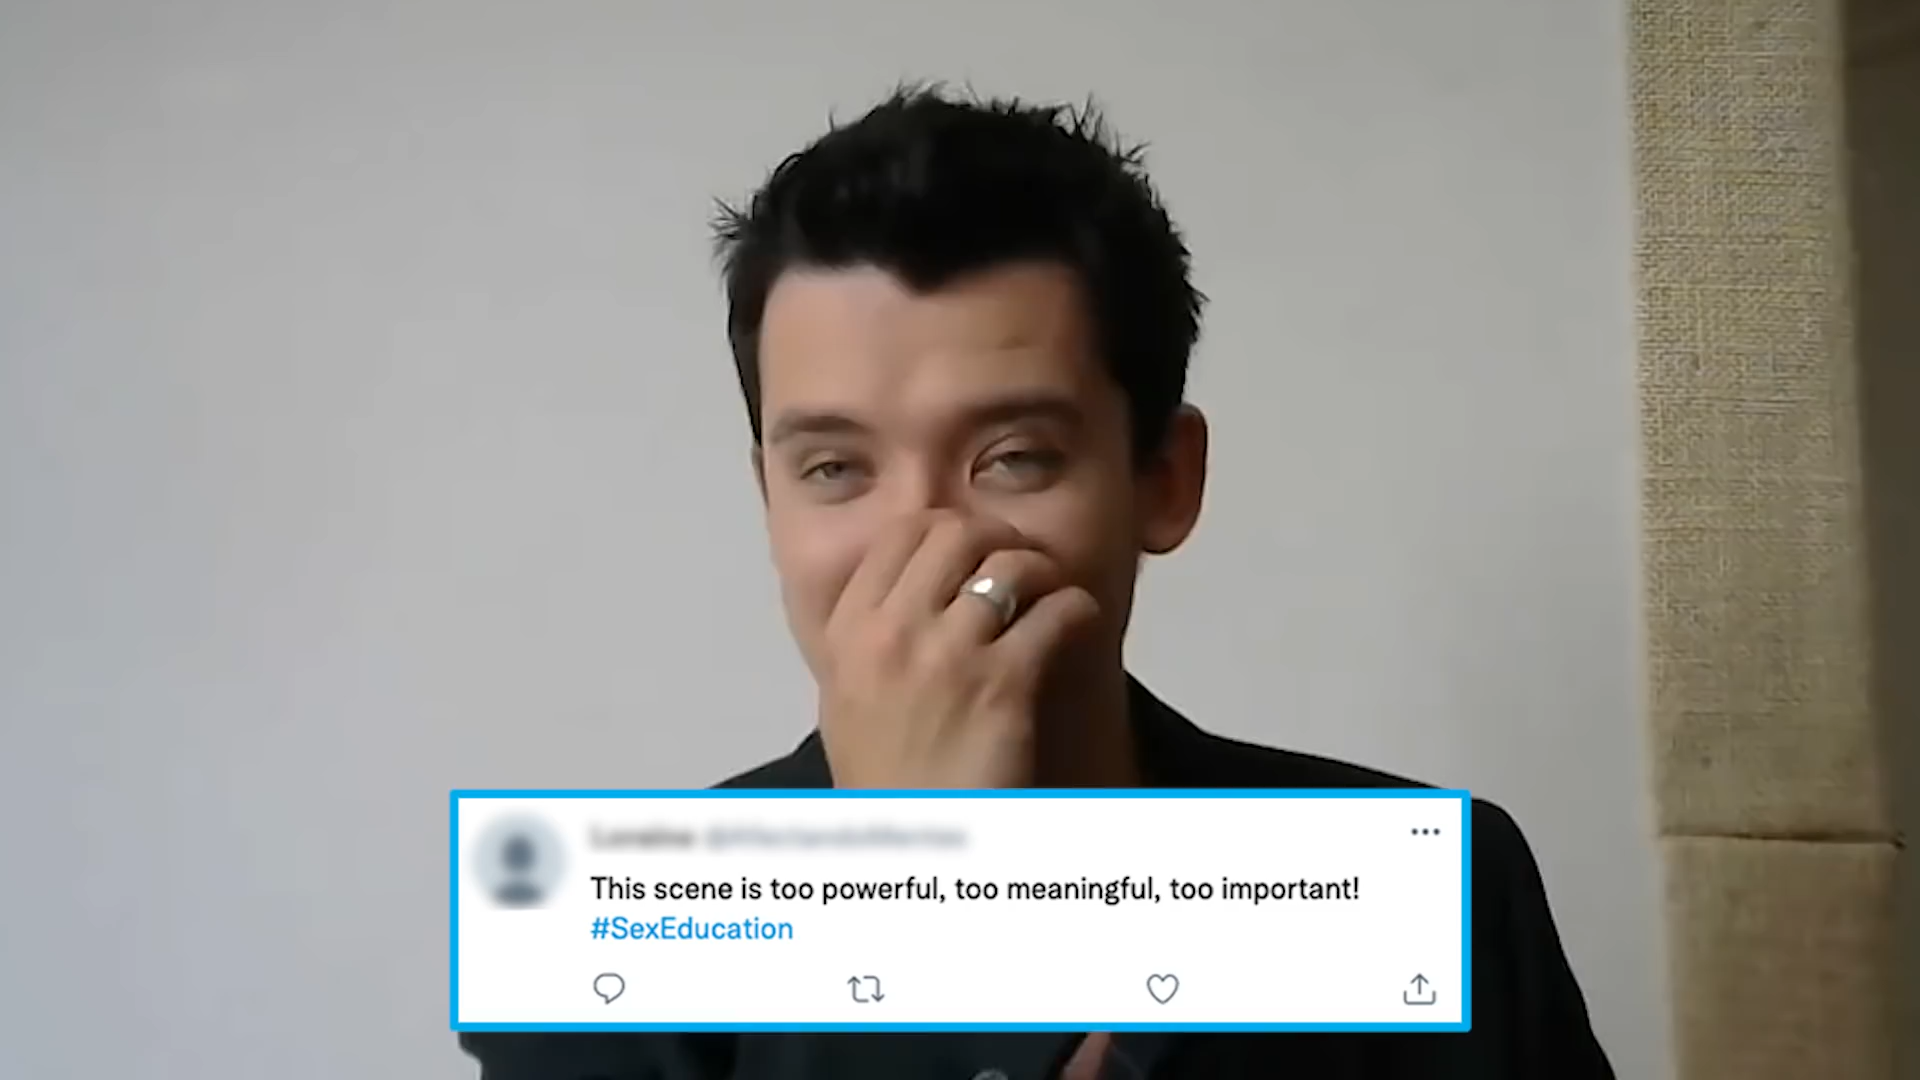 This scene is too powerful, too meaningful, too important!
#SexEducation